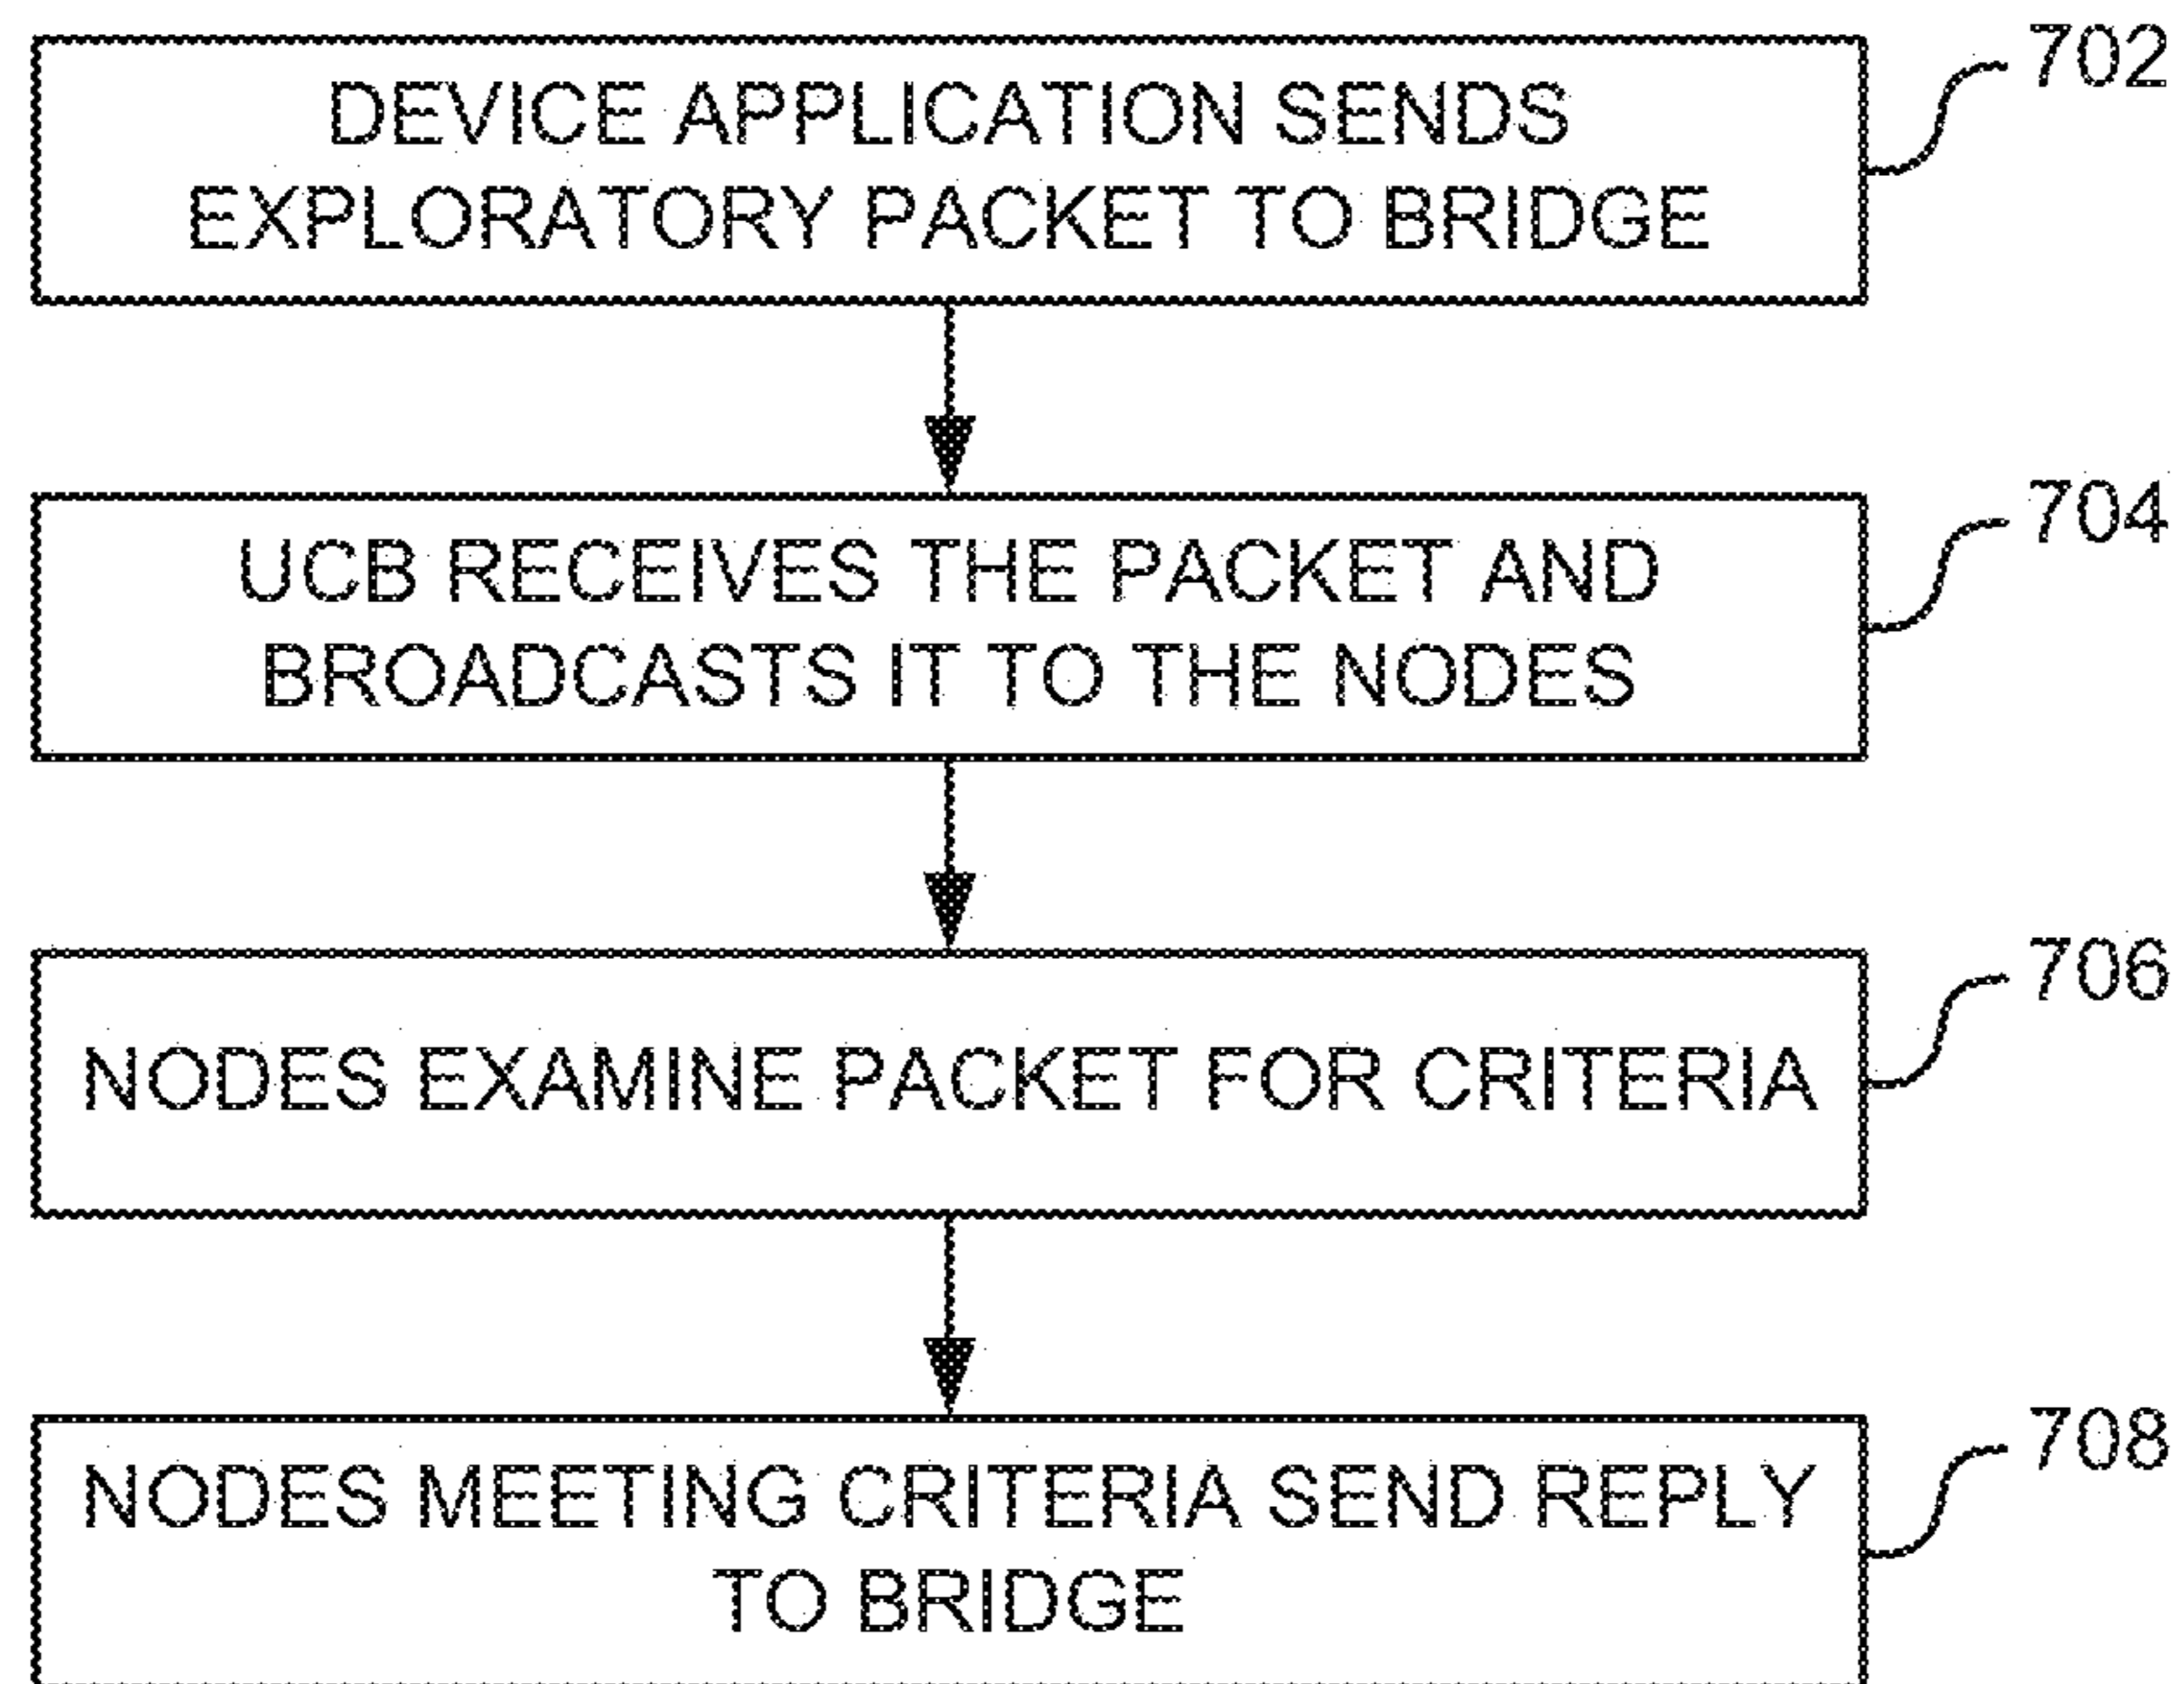 DEVICE APPLICATION SENDS
EXPLORATORY PACKET TO BRIDGE
702
UCB RECEIVES THE PACKET AND
BROADCASTS IT TO THE NODES
704
NODES EXAMINE PACKET FOR CRITERIA
706
NODES MEETING CRITERIA SEND REPLY
TO BRIDGE
708